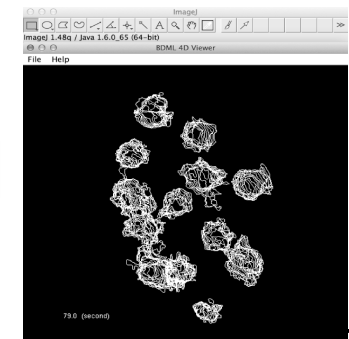 ImageJ
ImageJ 1.48q / Java 1.6.0_65 (64-bit)
BDML 4D Viewer
File Help
79.0 (second)